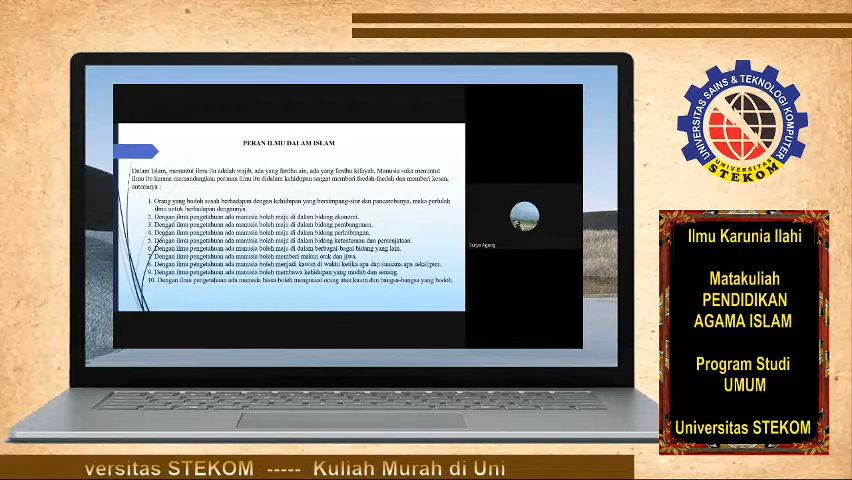 PERAN ILMU DALAM ISLAM
Dalam Islam, menuntut ilmu itu adalah wajib, ada yang fardhu ain, ada yang fardhu kifayah. Manusia suka menuntut
ilmu itu kerana memandangkan peranan ilmu itu didalam kehidupan sangat memberi faedah-faedah dan memberi kesan,
antaranya :
1. Orang yang bodoh susah berhadapan dengan kehidupan yang bersimpang-siur dan pancarobanya, maka perlulah
ilmu untuk berhadapan dengannya.
2. Dengan ilmu pengetahuan ada manusia boleh maju di dalam bidang ekonomi.
3. Dengan ilmu pengetahuan ada manusia boleh maju di dalam bidang pembangunan.
4. Dengan ilmu pengetahuan ada manusia boleh maju di dalam bidang perhubungan.
5. Dengan ilmu pengetahuan ada manusia boleh maju di dalam bidang ketenteraan dan persenjataan.
6. Dengan ilmu pengetahuan ada manusia boleh maju di dalam berbagai-bagai bidang yang lain.
7. Dengan ilmu pengetahuan ada manusia boleh memberi makan otak dan jiwa.
8. Dengan ilmu pengetahuan ada manusia boleh menjadi kawan di waktu ketika apa dan suasana apa sekalipun.
9. Dengan ilmu pengetahuan ada manusia boleh membawa kehidupan yang mudah dan senang.
10. Dengan ilmu pengetahuan ada manusia biasa boleh menguasai orang atau kaum dan bangsa-bangsa yang bodoh.
Agung
UNIVERSITAS SAINS & TEKNOLOGI KOMPUTER
UNIVERSITAS
STEKOM
Ilmu Karunia Ilahi
Matakuliah
PENDIDIKAN
AGAMA ISLAM
Program Studi
UMUM
Universitas STEKOM
versitas STEKOM ----- Kuliah Murah di Uni